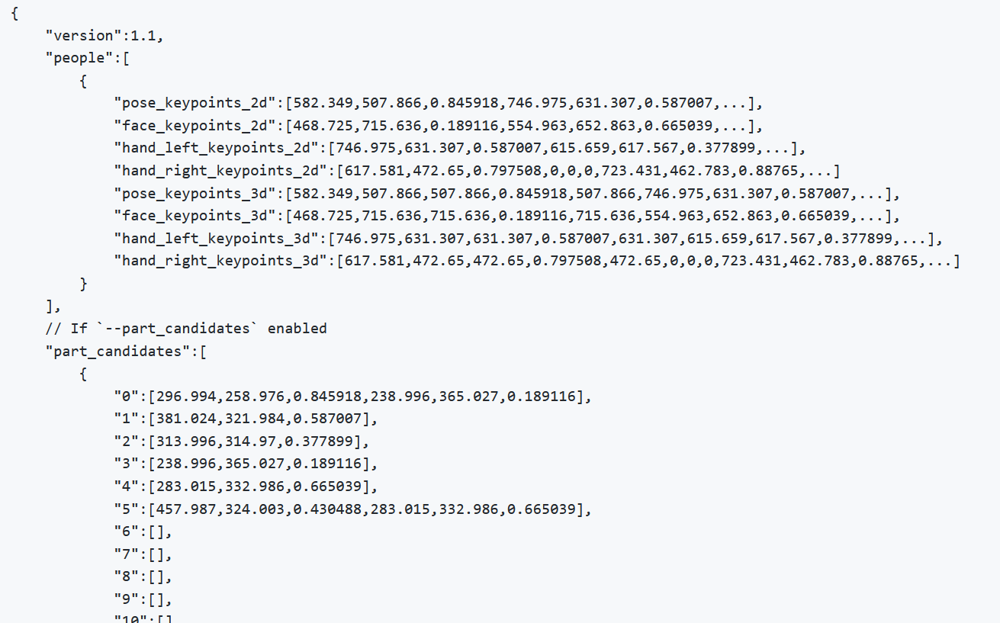 {
    "version":1.1,
    "people":[
        {
            "pose_keypoints_2d":[582.349,507.866,0.845918,746.975,631.307,0.587007,...],
            "face_keypoints_2d":[468.725,715.636,0.189116,554.963,652.863,0.665039,...],
            "hand_left_keypoints_2d":[746.975,631.307,0.587007,615.659,617.567,0.377899,...],
            "hand_right_keypoints_2d":[617.581,472.65,0.797508,0,0,0,723.431,462.783,0.88765,...]
            "pose_keypoints_3d":[582.349,507.866,507.866,0.845918,507.866,746.975,631.307,0.587007,...],
            "face_keypoints_3d":[468.725,715.636,715.636,0.189116,715.636,554.963,652.863,0.665039,...],
            "hand_left_keypoints_3d":[746.975,631.307,631.307,0.587007,631.307,615.659,617.567,0.377899,...],
            "hand_right_keypoints_3d":[617.581,472.65,472.65,0.797508,472.65,0,0,0,723.431,462.783,0.88765,...]
        }
    ],
    // If `--part_candidates` enabled
    "part_candidates":[
        {
            "0":[296.994,258.976,0.845918,238.996,365.027,0.189116],
            "1":[381.024,321.984,0.587007],
            "2":[313.996,314.97,0.377899],
            "3":[238.996,365.027,0.189116],
            "4":[283.015,332.986,0.665039],
            "5":[457.987,324.003,0.430488,283.015,332.986,0.665039],
            "6":[],
            "7":[],
            "8":[],
            "9":[],
            "10":[]